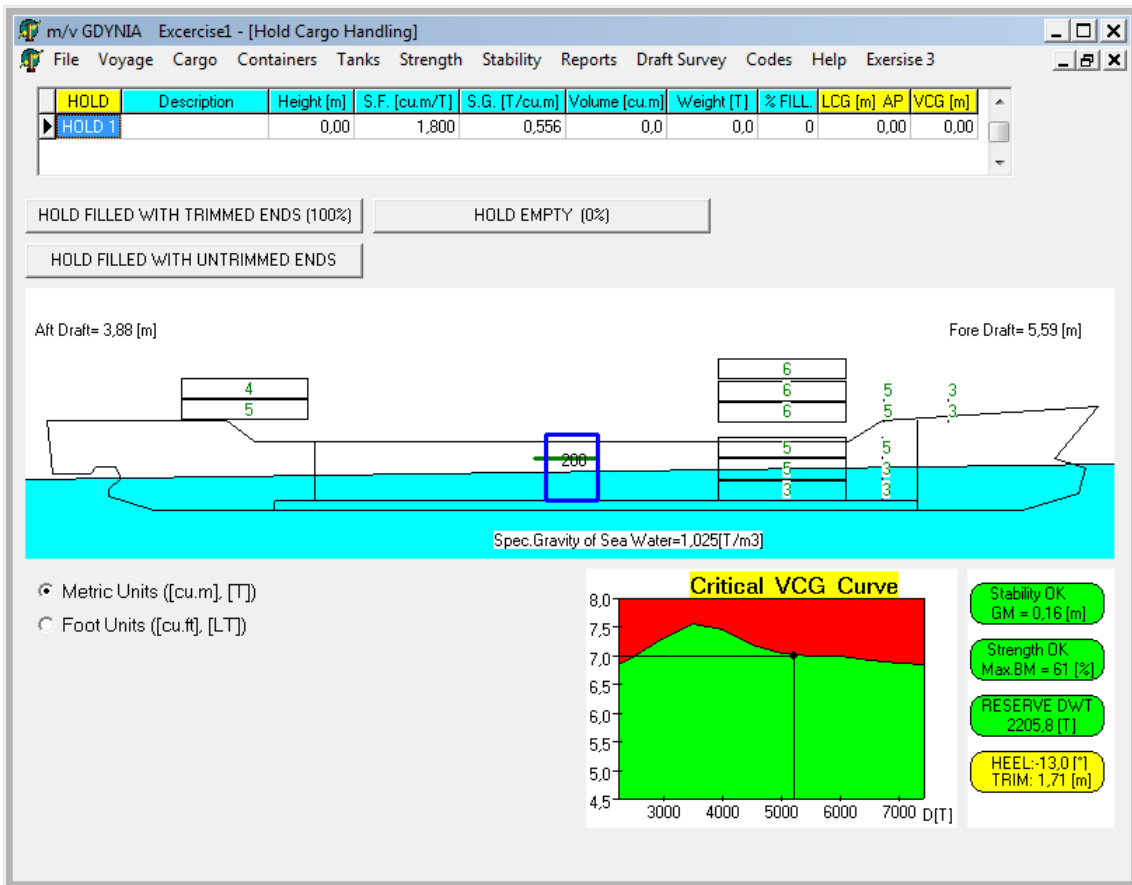 m/v GDYNIA Excercise1 - [Hold Cargo Handling]
File Voyage Cargo Containers Tanks Strength Stability Reports Draft Survey Codes Help Exersise 3
HOLD Description Height [m] S.F. [cu.m/T] S.G. [T/cu.m] Volume [cu.m] Weight [T] % FILL. LCG [m] AP VCG [m]
HOLD 1 0,00 1,800 0,556 0,0 0,0 0 0,00 0,00
HOLD FILLED WITH TRIMMED ENDS (100%) HOLD EMPTY (0%)
HOLD FILLED WITH UNTRIMMED ENDS
Aft Draft= 3,88 [m] Fore Draft= 5,59 [m]
6
4 6 5 3
5 6 5 3
5 5
200 5 3
3 3
Spec.Gravity of Sea Water=1,025[T/m3]
Metric Units ([cu.m], [T])
Foot Units ([cu.ft], [LT])
Critical VCG Curve
8,0
7,5
7,0
6,5
6,0
5,5
5,0
4,5
3000 4000 5000 6000 7000 D[T]
Stability OK
GM = 0,16 [m]
Strength OK
Max.BM = 61 [%]
RESERVE DWT
2205,8 [T]
HEEL:-13,0 [°]
TRIM: 1,71 [m]